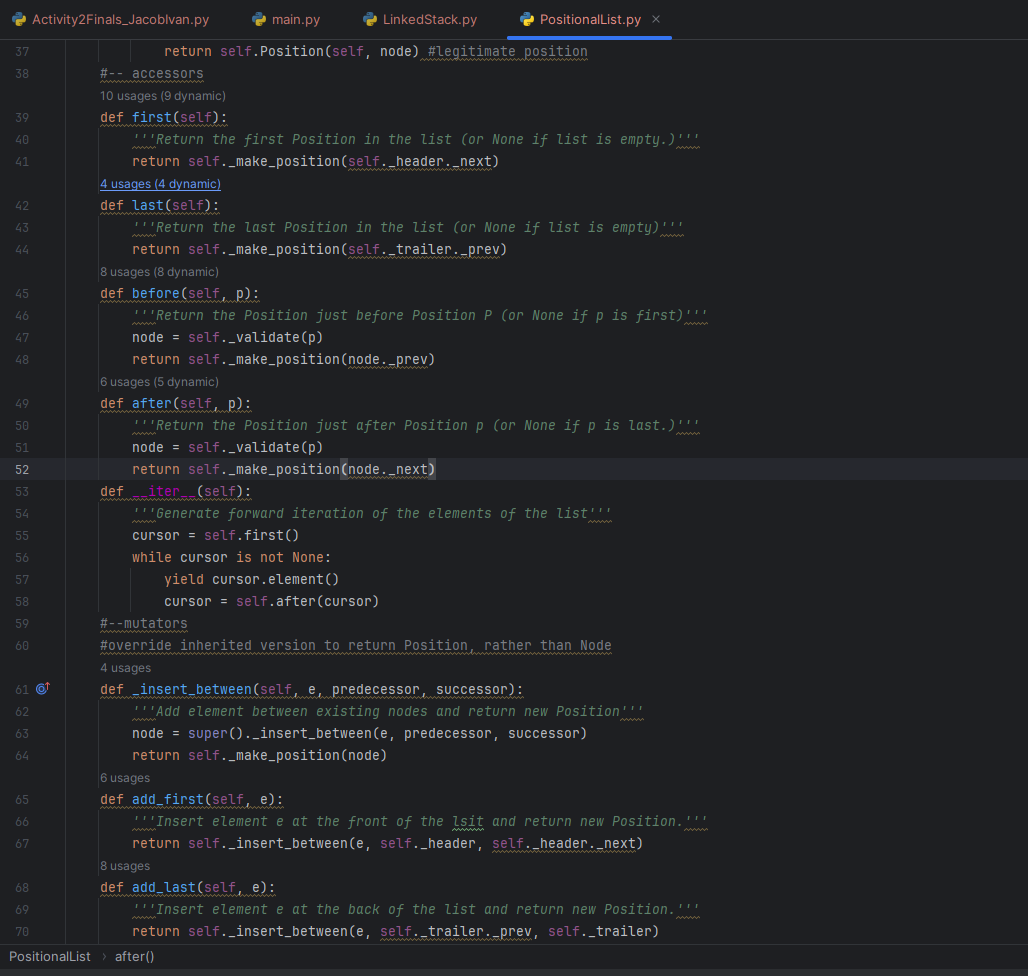 Activity2Finals_JacobIvan.py main.py LinkedStack.py PositionalList.py
37 return self.Position(self, node) #legitimate position
38 #-- accessors
10 usages (9 dynamic)
39 def first(self):
40 '''Return the first Position in the list (or None if list is empty.)'''
41 return self._make_position(self._header._next)
4 usages (4 dynamic)
42 def last(self):
43 '''Return the last Position in the list (or None if list is empty)'''
44 return self._make_position(self._trailer._prev)
8 usages (8 dynamic)
45 def before(self, p):
46 '''Return the Position just before Position P (or None if p is first)'''
47 node = self._validate(p)
48 return self._make_position(node._prev)
6 usages (5 dynamic)
49 def after(self, p):
50 '''Return the Position just after Position p (or None if p is last.)'''
51 node = self._validate(p)
52 return self._make_position(node._next)
53 def __iter__(self):
54 '''Generate forward iteration of the elements of the list'''
55 cursor = self.first()
56 while cursor is not None:
57 yield cursor.element()
58 cursor = self.after(cursor)
59 #--mutators
60 #override inherited version to return Position, rather than Node
4 usages
61 def _insert_between(self, e, predecessor, successor):
62 '''Add element between existing nodes and return new Position'''
63 node = super()._insert_between(e, predecessor, successor)
64 return self._make_position(node)
6 usages
65 def add_first(self, e):
66 '''Insert element e at the front of the lsit and return new Position.'''
67 return self._insert_between(e, self._header, self._header._next)
8 usages
68 def add_last(self, e):
69 '''Insert element e at the back of the list and return new Position.'''
70 return self._insert_between(e, self._trailer._prev, self._trailer)
PositionalList › after()